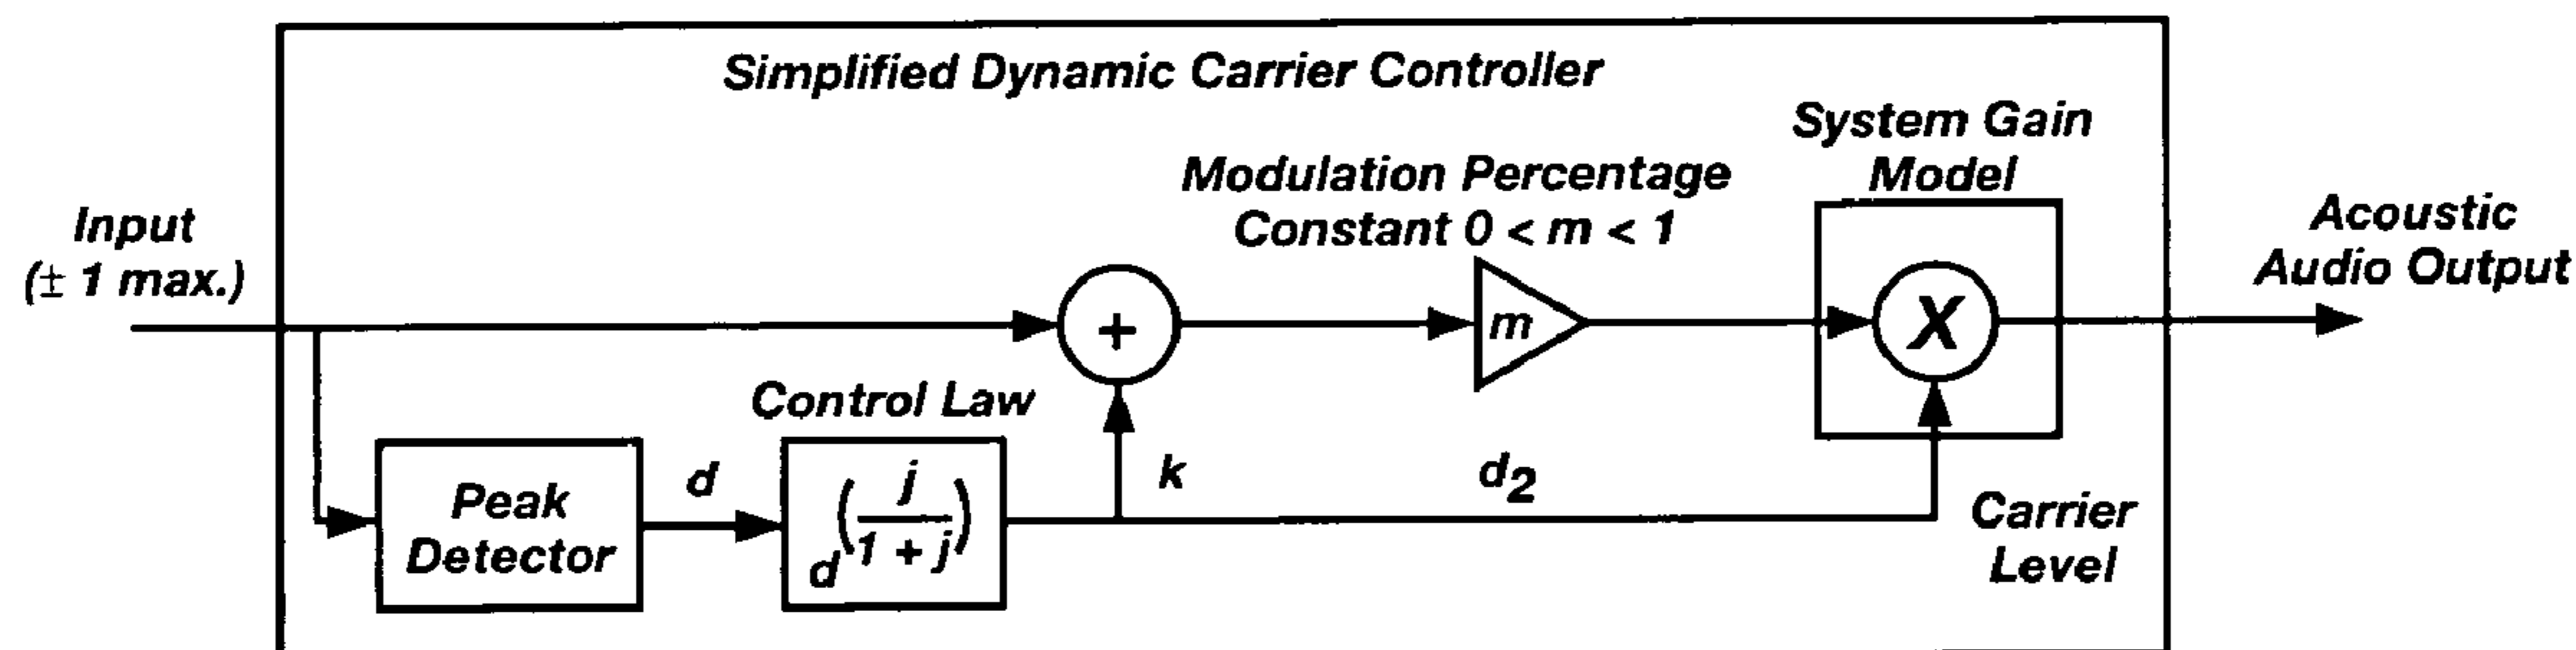 Simplified Dynamic Carrier Controller
System Gain
Model
Modulation Percentage
Constant 0 < m < 1
Input
(± 1 max.)
Acoustic
Audio Output
+
m
X
Control Law
Peak
Detector
d
d(j/1 + j)
k
d2
Carrier
Level